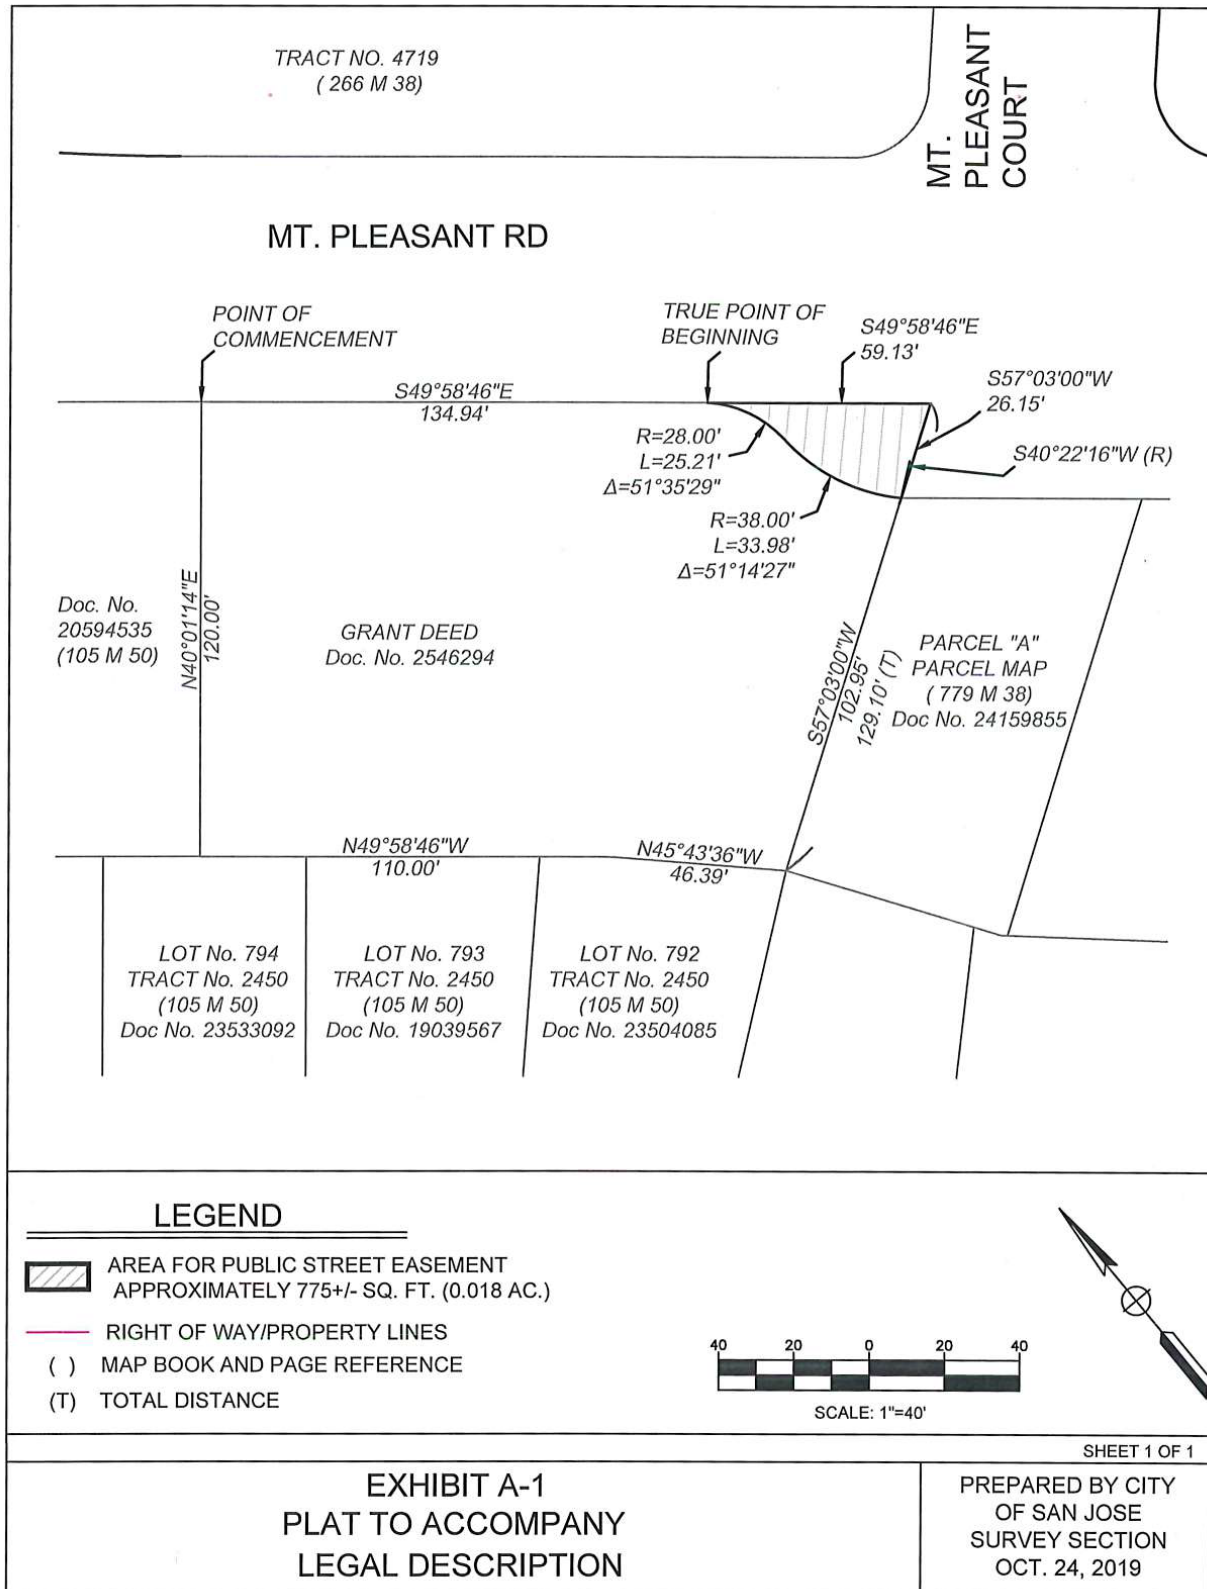 TRACT NO. 4719
( 266 M 38)
MT.
PLEASANT
COURT
MT. PLEASANT RD
POINT OF
COMMENCEMENT
TRUE POINT OF
BEGINNING
S49°58'46"E
59.13'
S57°03'00"W
26.15'
S49°58'46"E
134.94'
R=28.00'
L=25.21'
Δ=51°35'29"
S40°22'16"W (R)
R=38.00'
L=33.98'
Δ=51°14'27"
Doc. No.
20594535
(105 M 50)
N40°01'14"E
120.00'
GRANT DEED
Doc. No. 2546294
S57°03'00"W
102.95'
129.10' (T)
PARCEL "A"
PARCEL MAP
( 779 M 38)
Doc No. 24159855
N49°58'46"W
110.00'
N45°43'36"W
46.39'
LOT No. 794
TRACT No. 2450
(105 M 50)
Doc No. 23533092
LOT No. 793
TRACT No. 2450
(105 M 50)
Doc No. 19039567
LOT No. 792
TRACT No. 2450
(105 M 50)
Doc No. 23504085
LEGEND
AREA FOR PUBLIC STREET EASEMENT
APPROXIMATELY 775+/- SQ. FT. (0.018 AC.)
RIGHT OF WAY/PROPERTY LINES
( ) MAP BOOK AND PAGE REFERENCE
(T) TOTAL DISTANCE
40 20 0 20 40
SCALE: 1"=40'
SHEET 1 OF 1
EXHIBIT A-1
PLAT TO ACCOMPANY
LEGAL DESCRIPTION
PREPARED BY CITY
OF SAN JOSE
SURVEY SECTION
OCT. 24, 2019